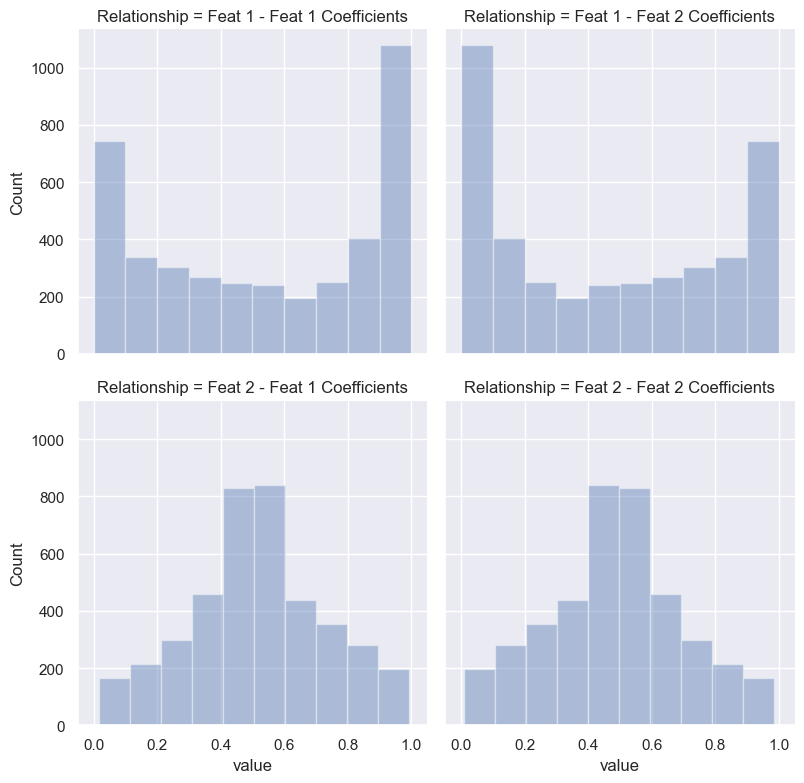 Relationship = Feat 1 - Feat 1 Coefficients
Relationship = Feat 1 - Feat 2 Coefficients
1000
800
600
400
200
0
Count
Relationship = Feat 2 - Feat 1 Coefficients
Relationship = Feat 2 - Feat 2 Coefficients
1000
800
600
400
200
0
Count
0.0 0.2 0.4 0.6 0.8 1.0
0.0 0.2 0.4 0.6 0.8 1.0
value
value